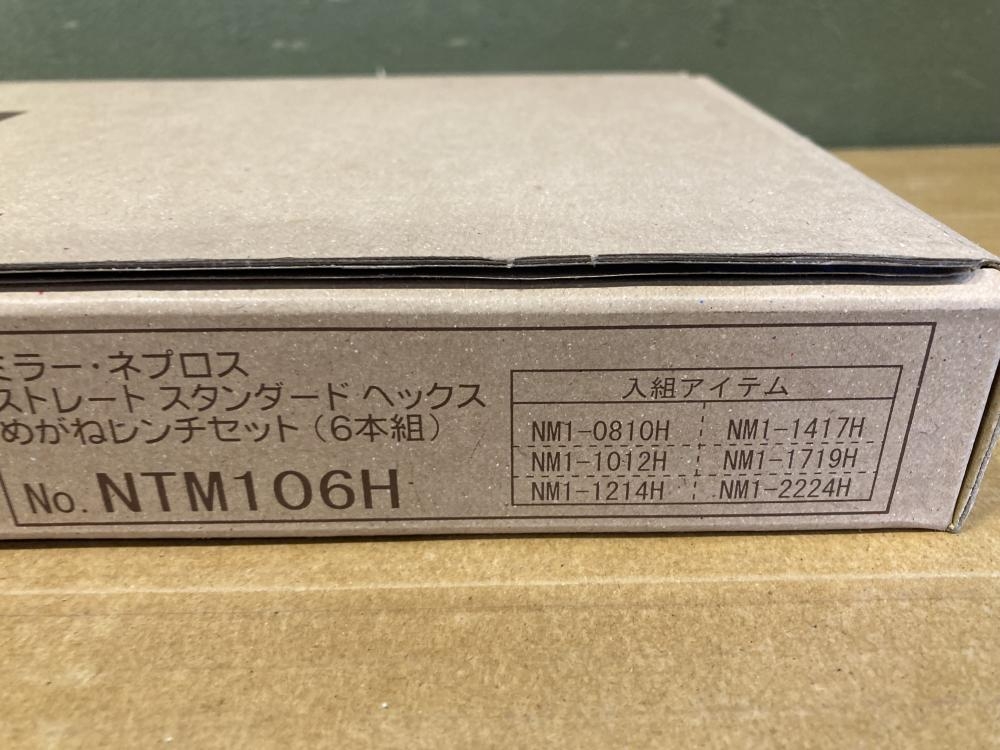 ミラー・ネプロス
ストレート スタンダード ヘックス
めがねレンチセット(6本組)
No. NTM106H
入組アイテム
NM1-0810H NM1-1417H
NM1-1012H NM1-1719H
NM1-1214H NM1-2224H